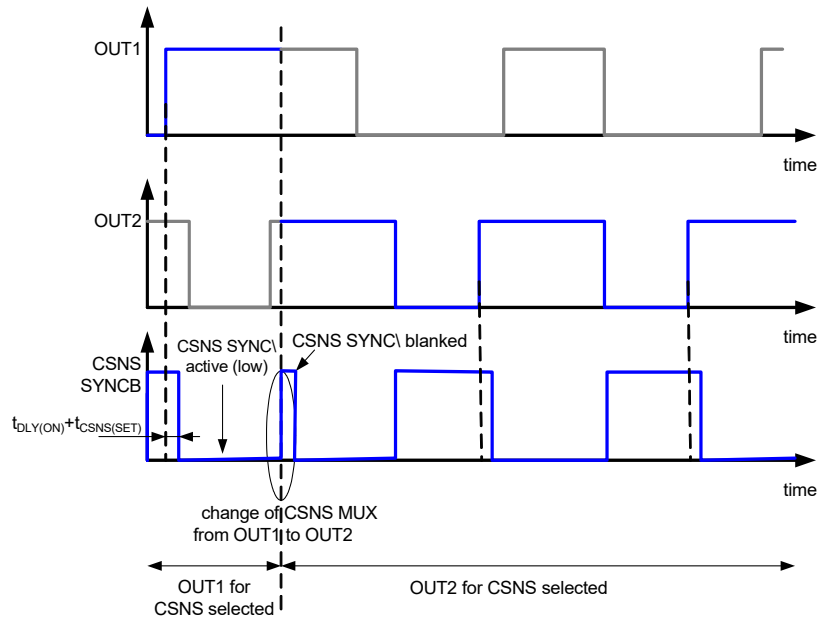 OUT1
time
OUT2
time
CSNS SYNC\
active (low)
CSNS SYNC\ blanked
CSNS
SYNCB
tDLY(ON)+tCSNS(SET)
time
change of CSNS MUX
from OUT1 to OUT2
OUT1 for
CSNS selected
OUT2 for CSNS selected